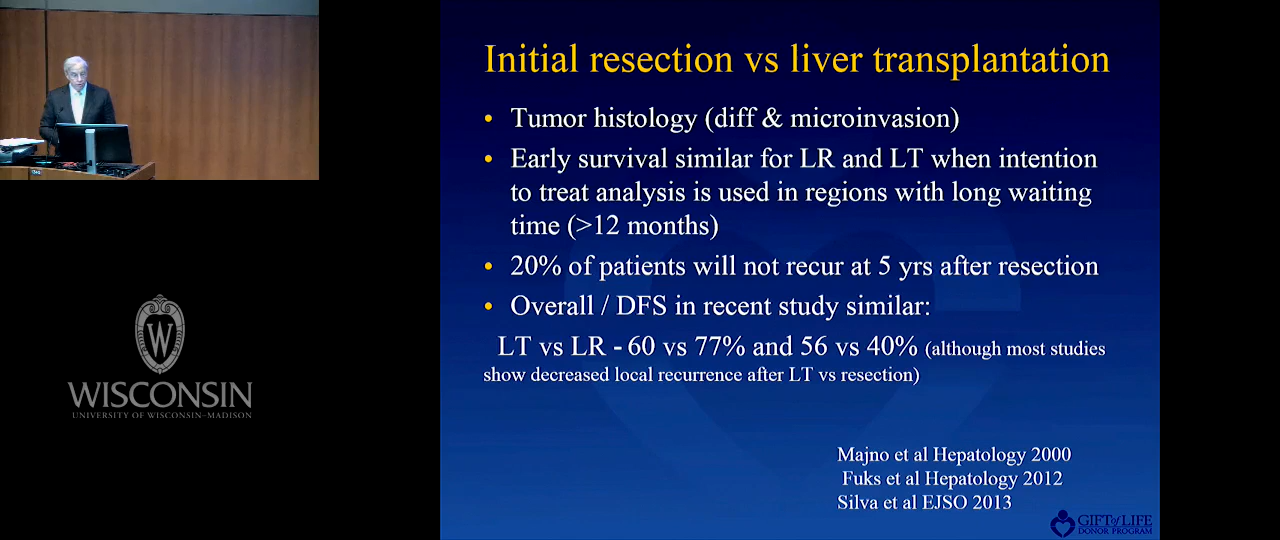 Initial resection vs liver transplantation
• Tumor histology (diff & microinvasion)
• Early survival similar for LR and LT when intention
to treat analysis is used in regions with long waiting
time (>12 months)
• 20% of patients will not recur at 5 yrs after resection
• Overall / DFS in recent study similar:
LT vs LR - 60 vs 77% and 56 vs 40% (although most studies
show decreased local recurrence after LT vs resection)
Majno et al Hepatology 2000
Fuks et al Hepatology 2012
Silva et al EJSO 2013
GIFT of LIFE
DONOR PROGRAM
W
WISCONSIN
UNIVERSITY OF WISCONSIN–MADISON